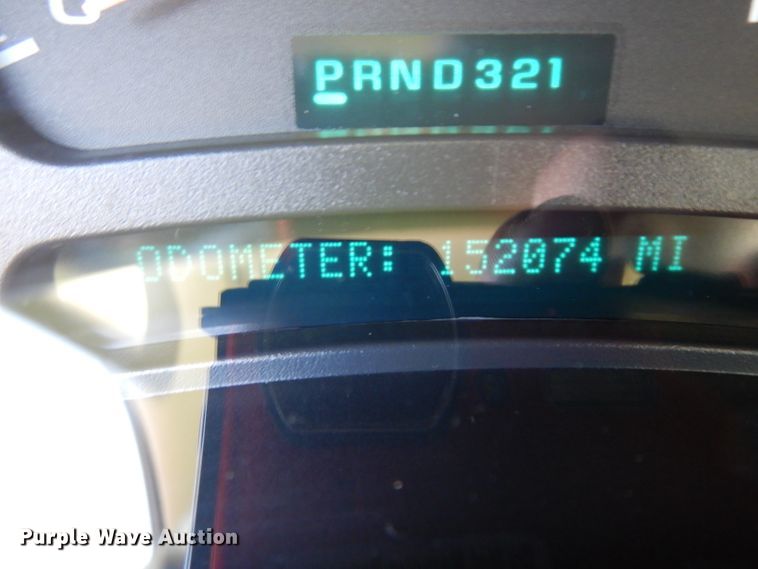 PRND321
ODOMETER: 152074 MI
Purple Wave Auction